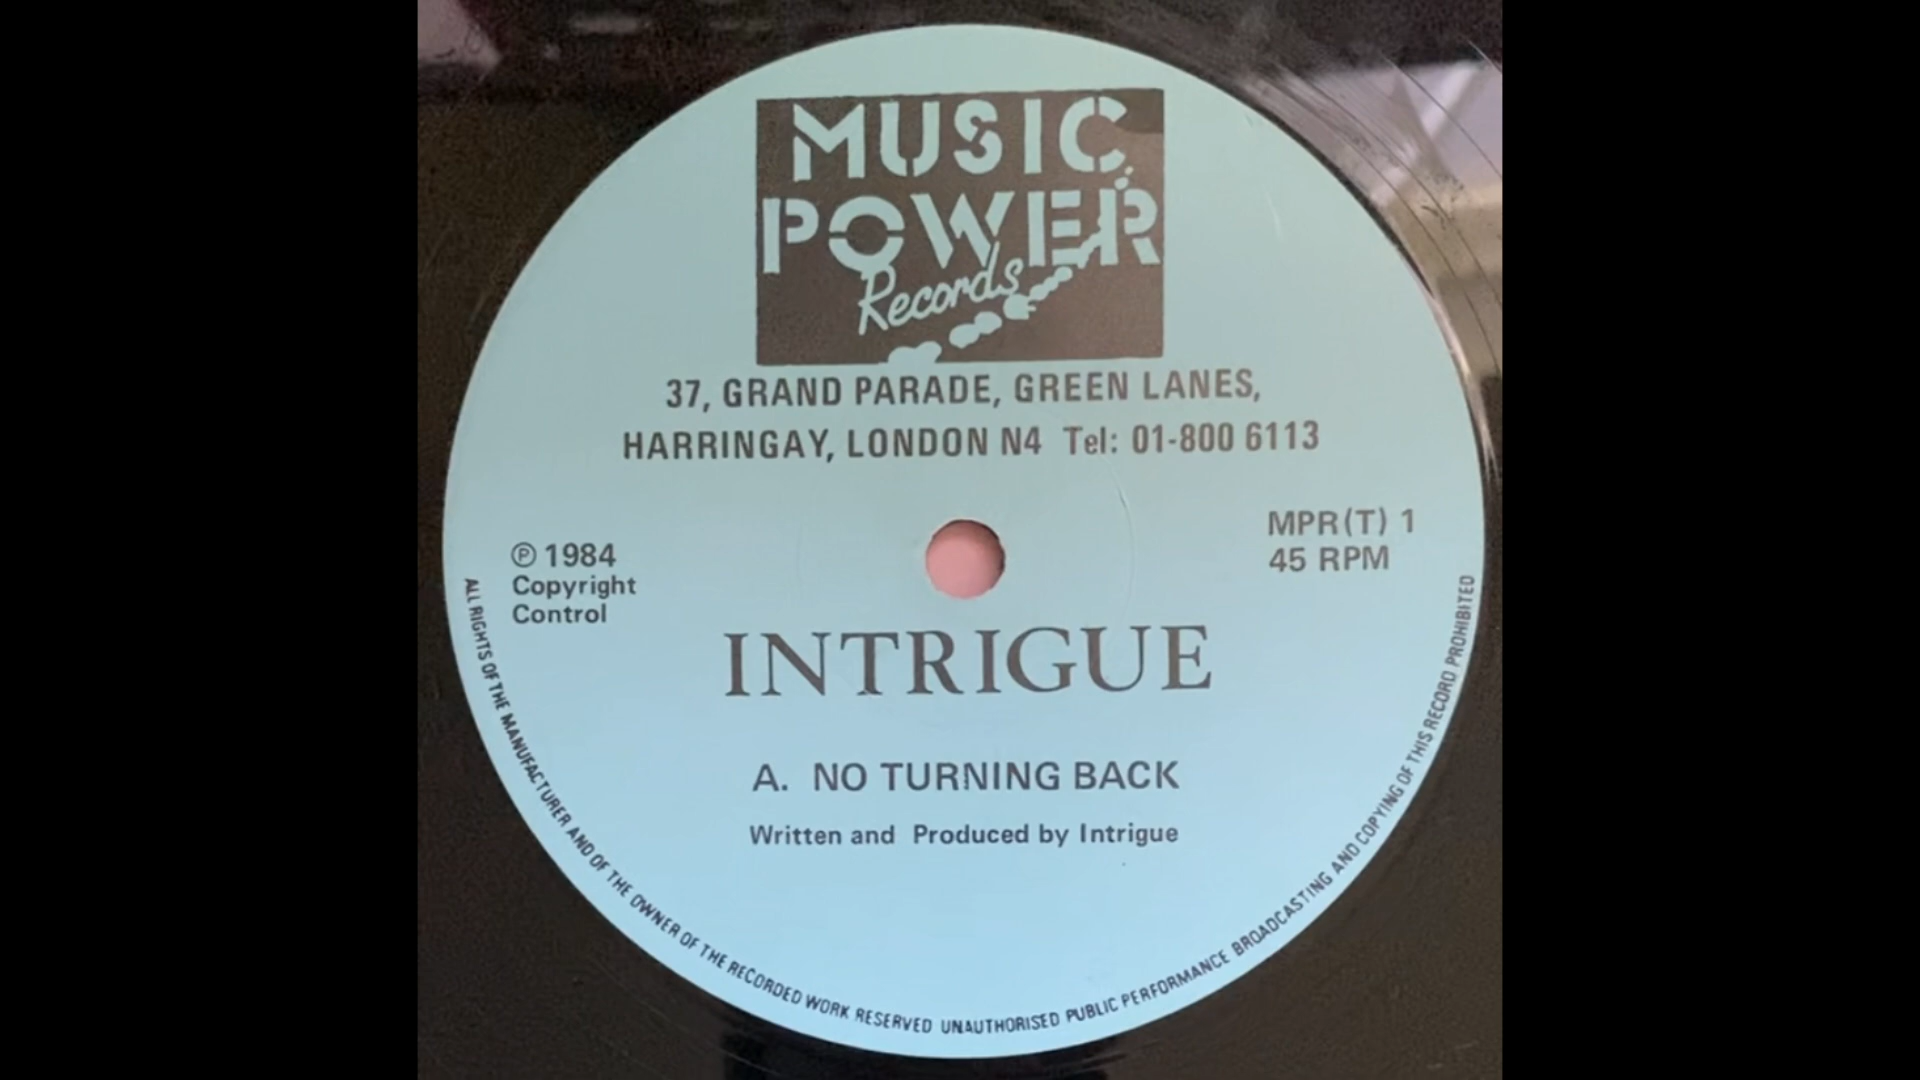 MUSIC
POWER
Records
37, GRAND PARADE, GREEN LANES,
HARRINGAY, LONDON N4 Tel: 01-800 6113
MPR(T) 1
45 RPM
℗ 1984
Copyright
Control
INTRIGUE
A. NO TURNING BACK
Written and Produced by Intrigue
ALL RIGHTS OF THE MANUFACTURER AND OF THE OWNER OF THE RECORDED WORK RESERVED UNAUTHORISED PUBLIC PERFORMANCE BROADCASTING AND COPYING OF THIS RECORD PROHIBITED